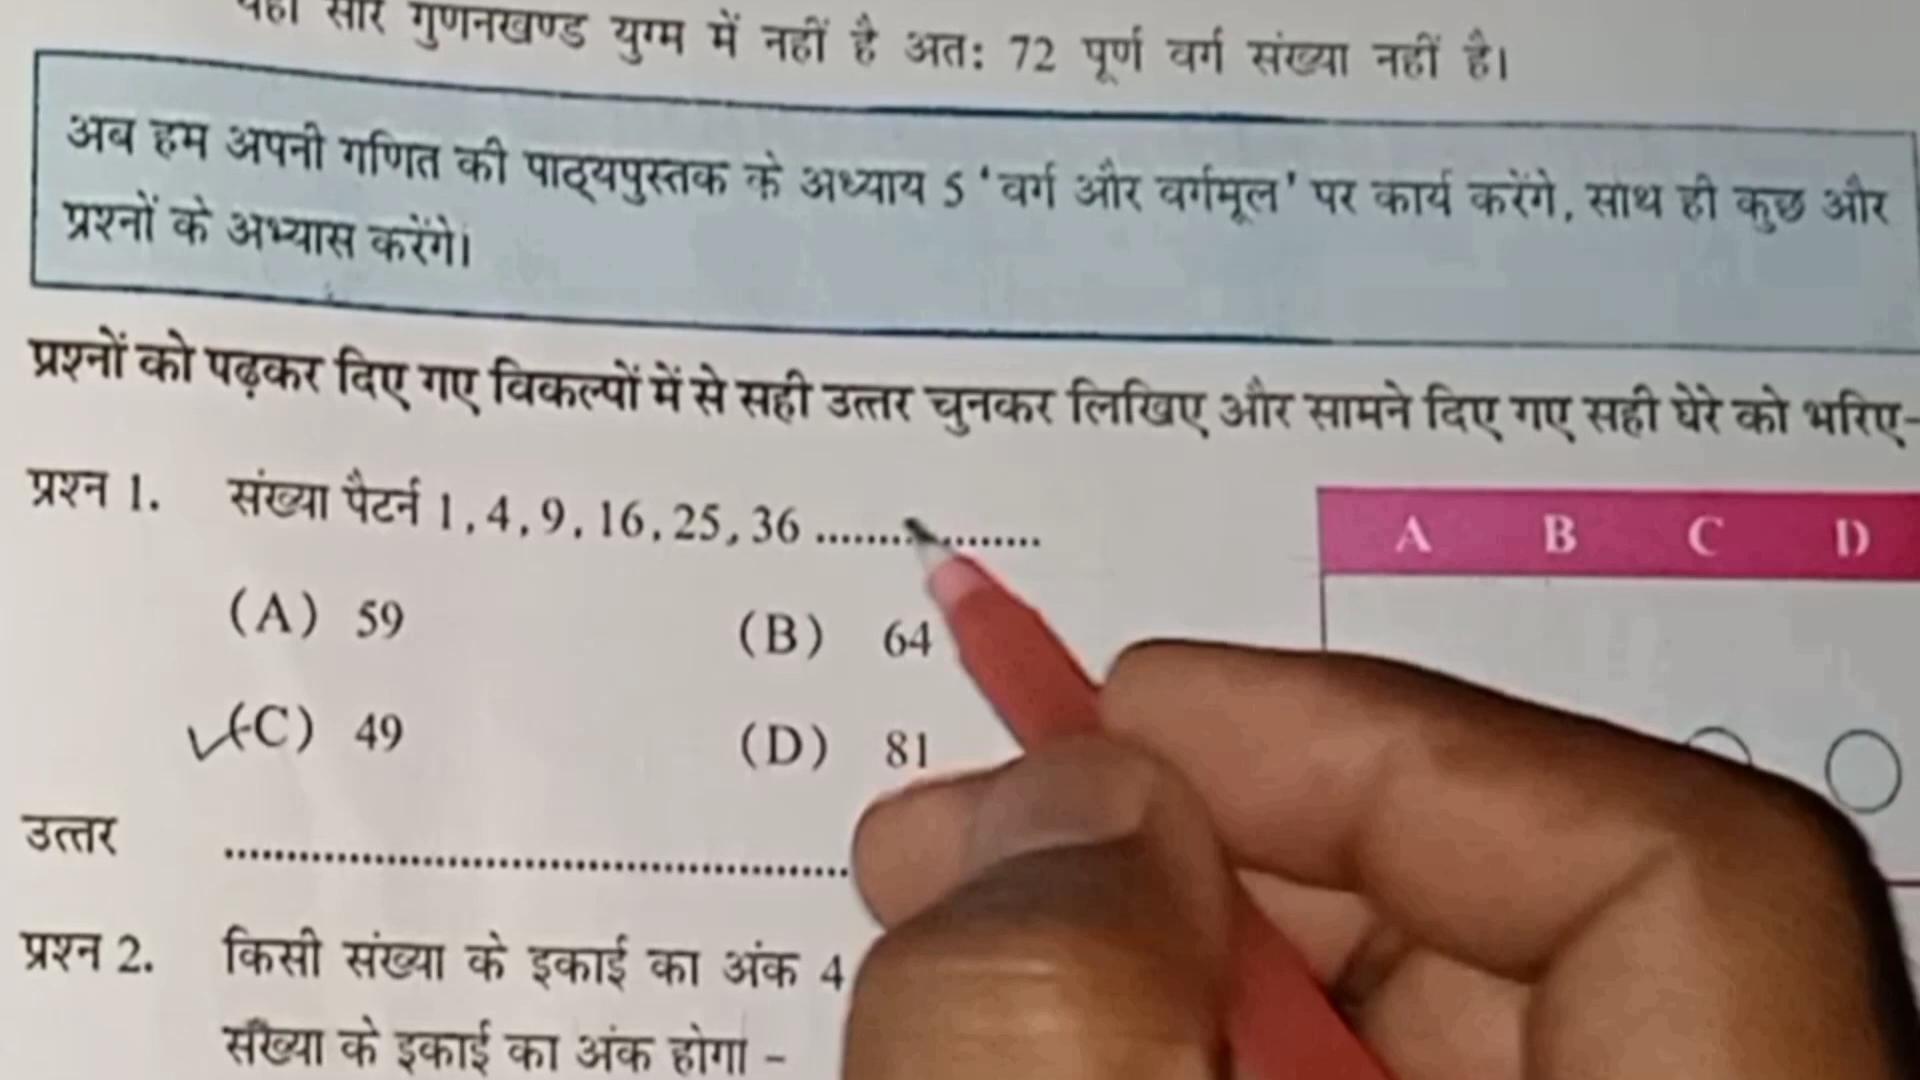 सारे गुणनखण्ड युग्म में नहीं है अत: 72 पूर्ण वर्ग संख्या नहीं है।
अब हम अपनी गणित की पाठ्यपुस्तक के अध्याय 5 'वर्ग और वर्गमूल' पर कार्य करेंगे, साथ ही कुछ और
प्रश्नों के अभ्यास करेंगे।
प्रश्नों को पढ़कर दिए गए विकल्पों में से सही उत्तर चुनकर लिखिए और सामने दिए गए सही घेरे को भरिए-
प्रश्न 1. संख्या पैटर्न 1, 4, 9, 16, 25, 36 ..................
A B C D
(A) 59 (B) 64
(C) 49 (D) 81
उत्तर ............................................................
प्रश्न 2. किसी संख्या के इकाई का अंक 4
संख्या के इकाई का अंक होगा -